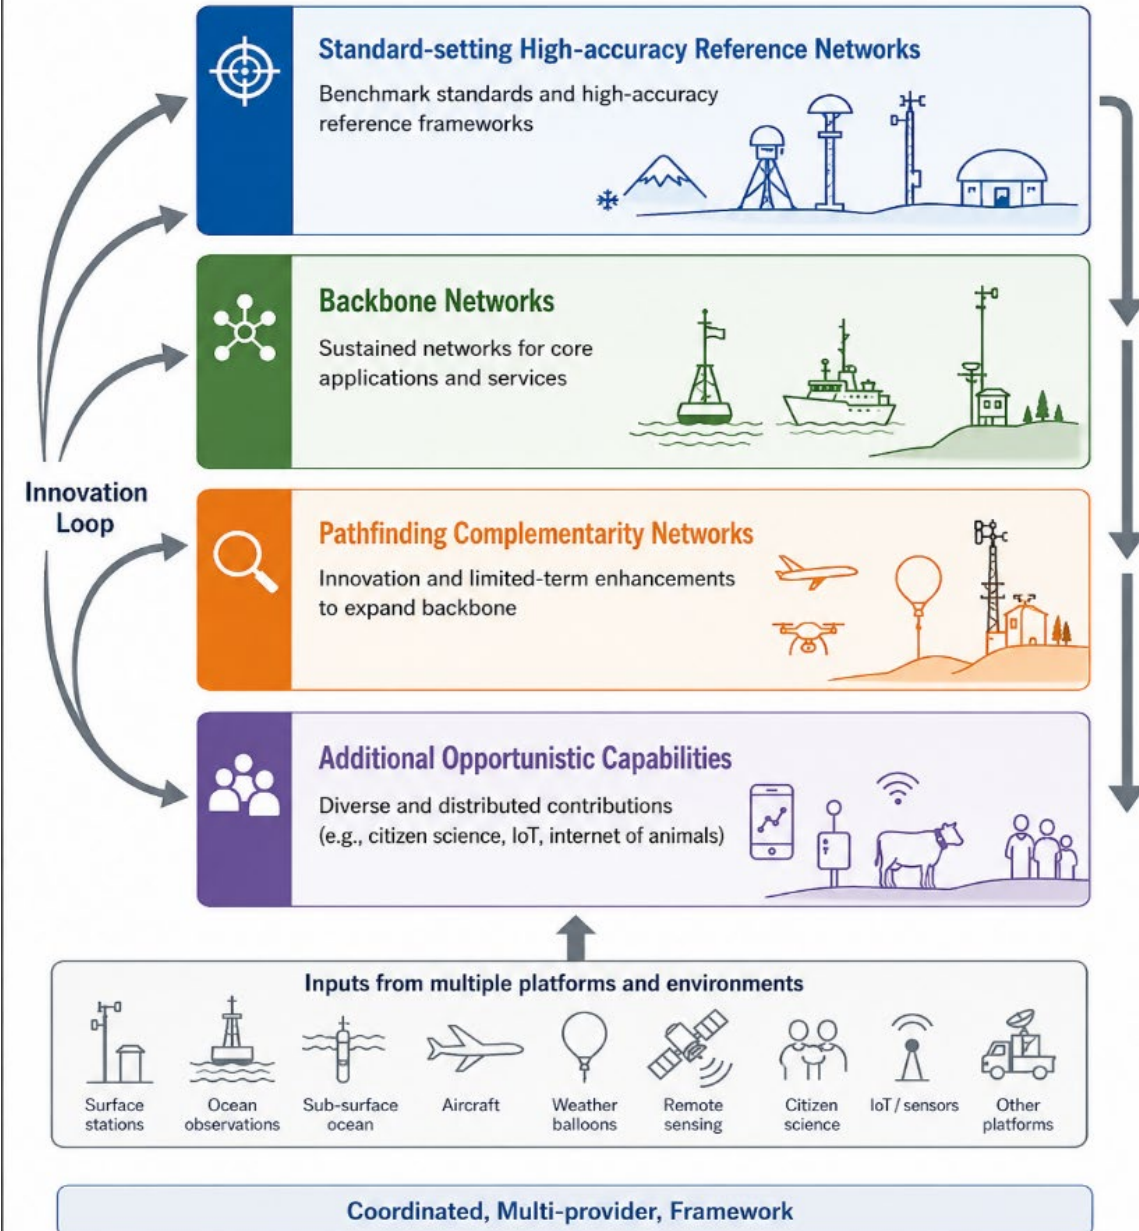 Standard-setting High-accuracy Reference Networks
Benchmark standards and high-accuracy
reference frameworks
Backbone Networks
Sustained networks for core
applications and services
Innovation
Loop
Pathfinding Complementarity Networks
Innovation and limited-term enhancements
to expand backbone
Additional Opportunistic Capabilities
Diverse and distributed contributions
(e.g., citizen science, IoT, internet of animals)
Inputs from multiple platforms and environments
Surface
stations
Ocean
observations
Sub-surface
ocean
Aircraft
Weather
balloons
Remote
sensing
Citizen
science
IoT / sensors
Other
platforms
Coordinated, Multi-provider, Framework